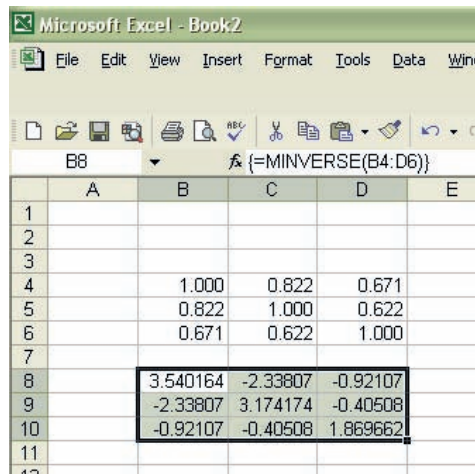 Microsoft Excel - Book2
File Edit View Insert Format Tools Data
ABC
B8 fx {=MINVERSE(B4:D6)}
A B C D E
1
2
3
4 1.000 0.822 0.671
5 0.822 1.000 0.622
6 0.671 0.622 1.000
7
8 3.540164 -2.33807 -0.92107
9 -2.33807 3.174174 -0.40508
10 -0.92107 -0.40508 1.869662
11